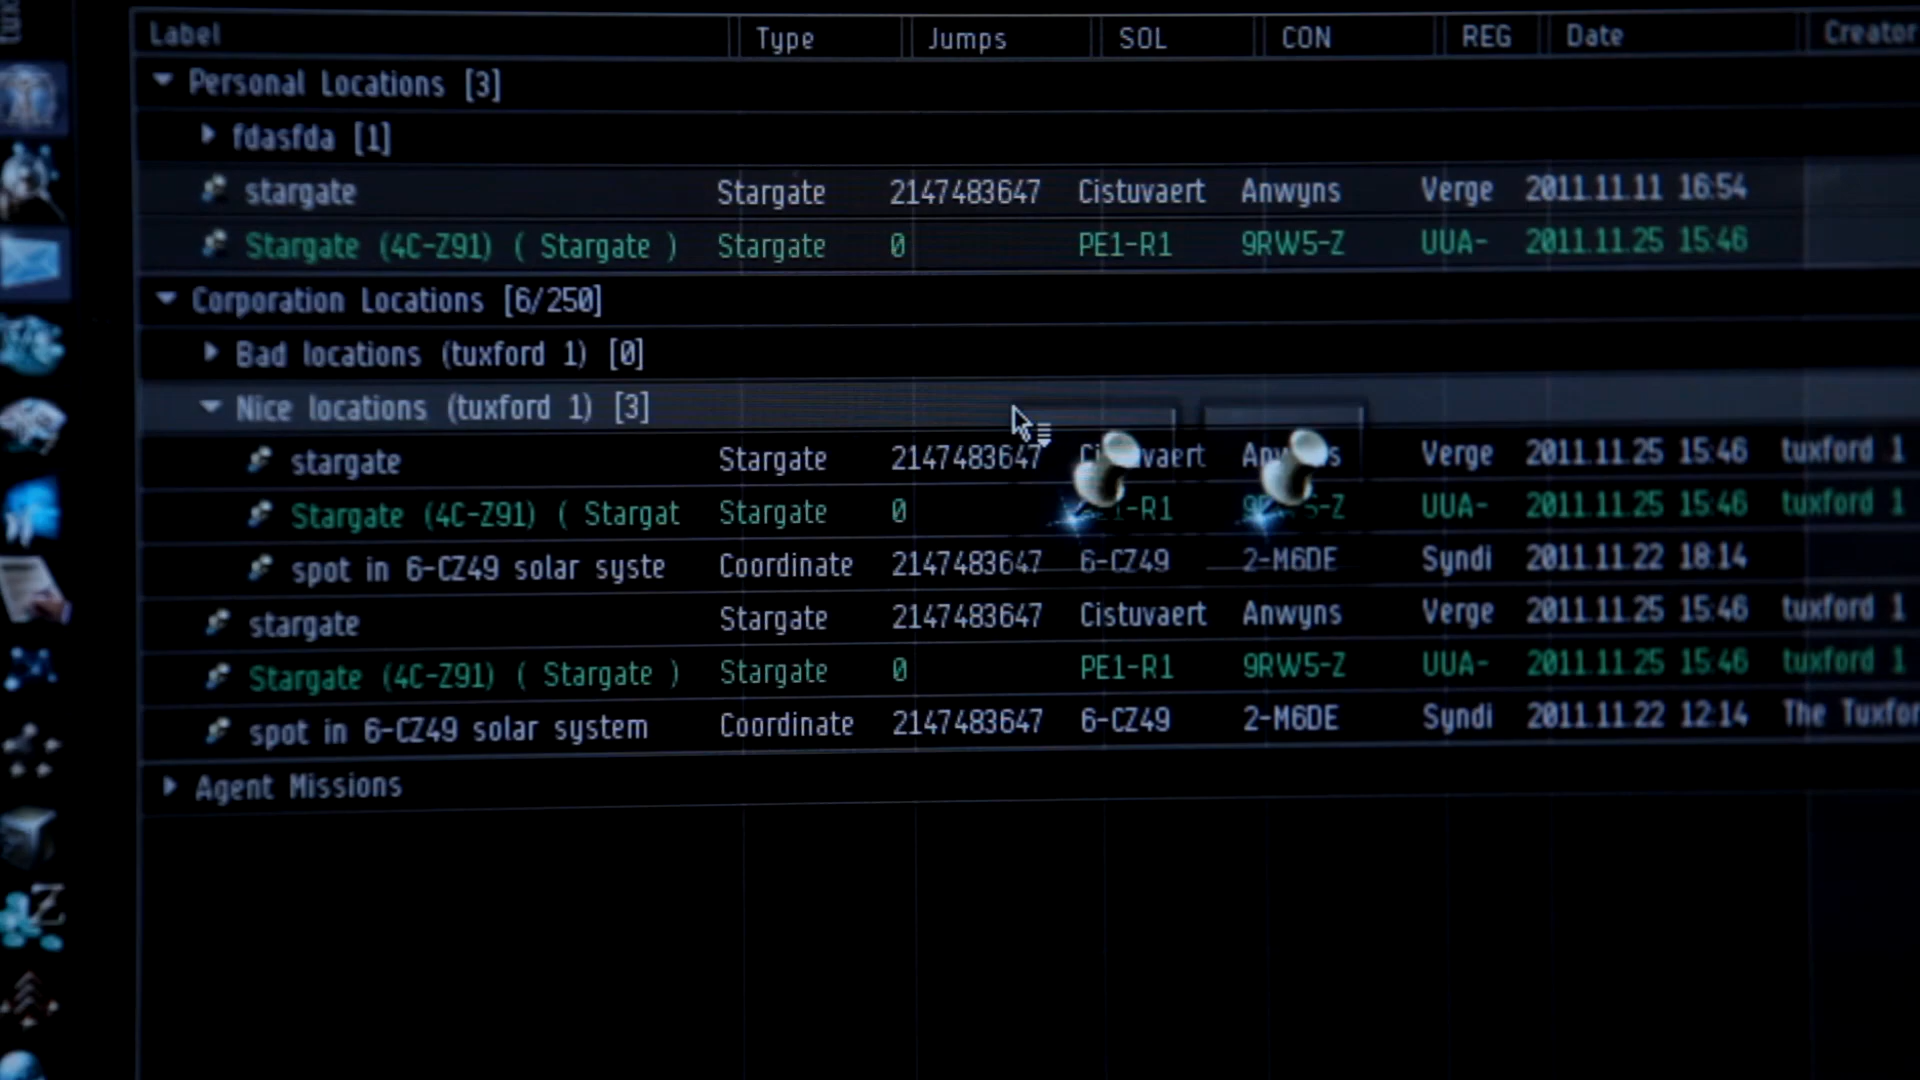 tux
Label Type Jumps SOL CON REG Date Creator
Personal Locations [3]
fdasfda [1]
stargate Stargate 2147483647 Cistuvaert Anwyns Verge 2011.11.11 16:54
Stargate (4C-Z91) ( Stargate ) Stargate 0 PE1-R1 9RW5-Z UUA- 2011.11.25 15:46
Corporation Locations [6/250]
Bad locations (tuxford 1) [0]
Nice locations (tuxford 1) [3]
stargate Stargate 2147483647 Verge 2011.11.25 15:46 tuxford 1
Stargate (4C-Z91) ( Stargat Stargate 0 UUA- 2011.11.25 15:46 tuxford 1
spot in 6-CZ49 solar syste Coordinate 2147483647 6-CZ49 2-M6DE Syndi 2011.11.22 18:14
stargate Stargate 2147483647 Cistuvaert Anwyns Verge 2011.11.25 15:46 tuxford 1
Stargate (4C-Z91) ( Stargate ) Stargate 0 PE1-R1 9RW5-Z UUA- 2011.11.25 15:46 tuxford 1
spot in 6-CZ49 solar system Coordinate 2147483647 6-CZ49 2-M6DE Syndi 2011.11.22 12:14 The Tuxfor
Agent Missions